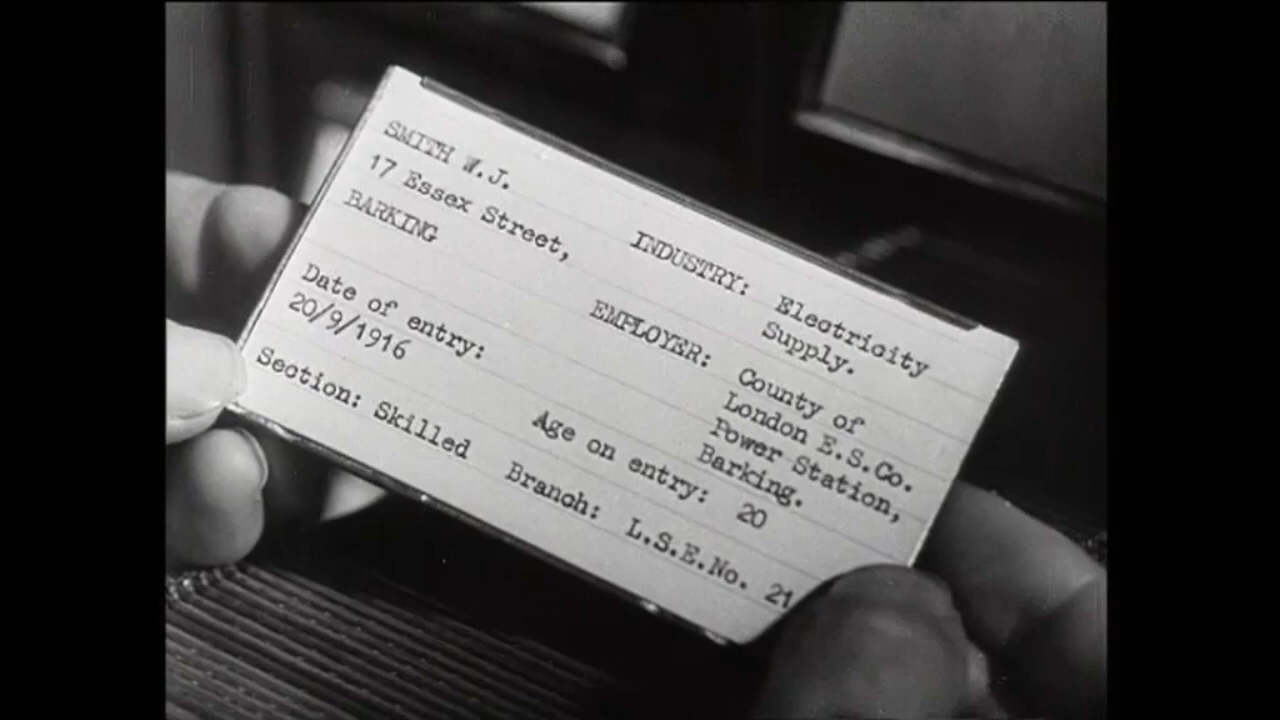 SMITH W.J.
17 Essex Street,
BARKING
INDUSTRY: Electricity
Supply.
Date of entry:
20/9/1916
EMPLOYER: County of
London E.S.Co.
Power Station,
Barking.
Section: Skilled
Age on entry: 20
Branch: L.S.E.No. 21